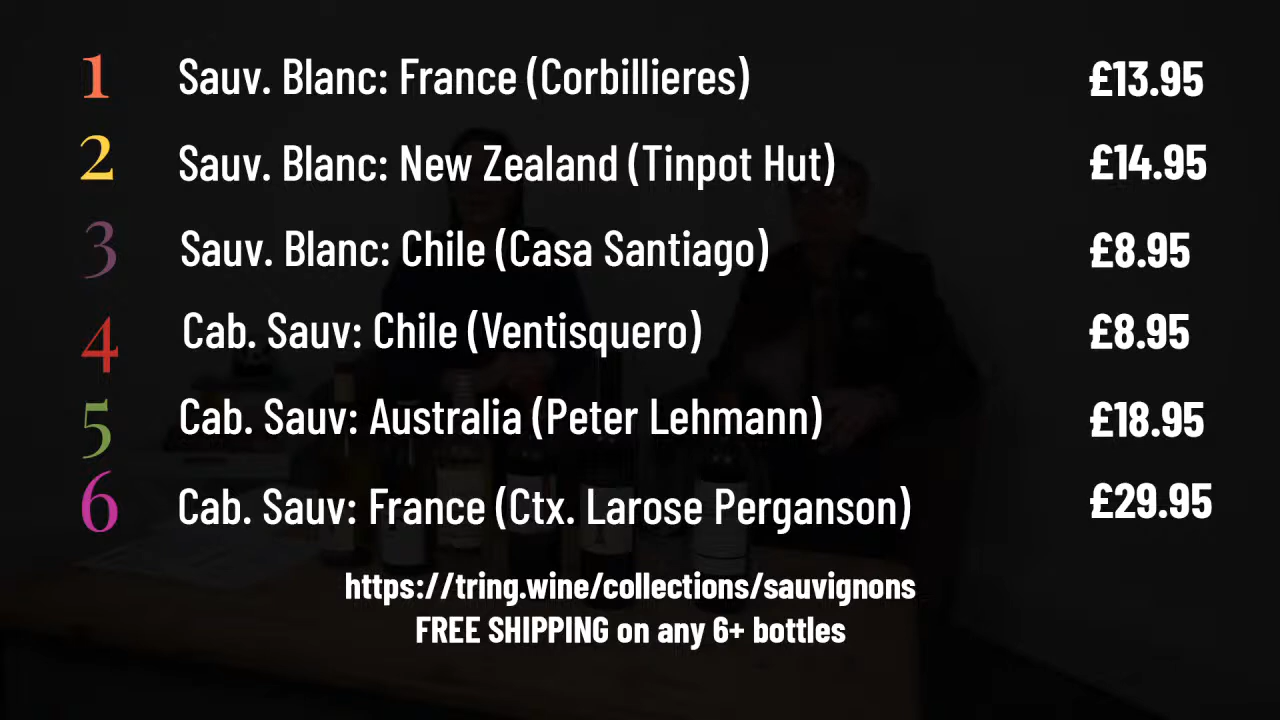 1 Sauv. Blanc: France (Corbillieres) £13.95
2 Sauv. Blanc: New Zealand (Tinpot Hut) £14.95
3 Sauv. Blanc: Chile (Casa Santiago) £8.95
4 Cab. Sauv: Chile (Ventisquero) £8.95
5 Cab. Sauv: Australia (Peter Lehmann) £18.95
6 Cab. Sauv: France (Ctx. Larose Perganson) £29.95
https://tring.wine/collections/sauvignons
FREE SHIPPING on any 6+ bottles